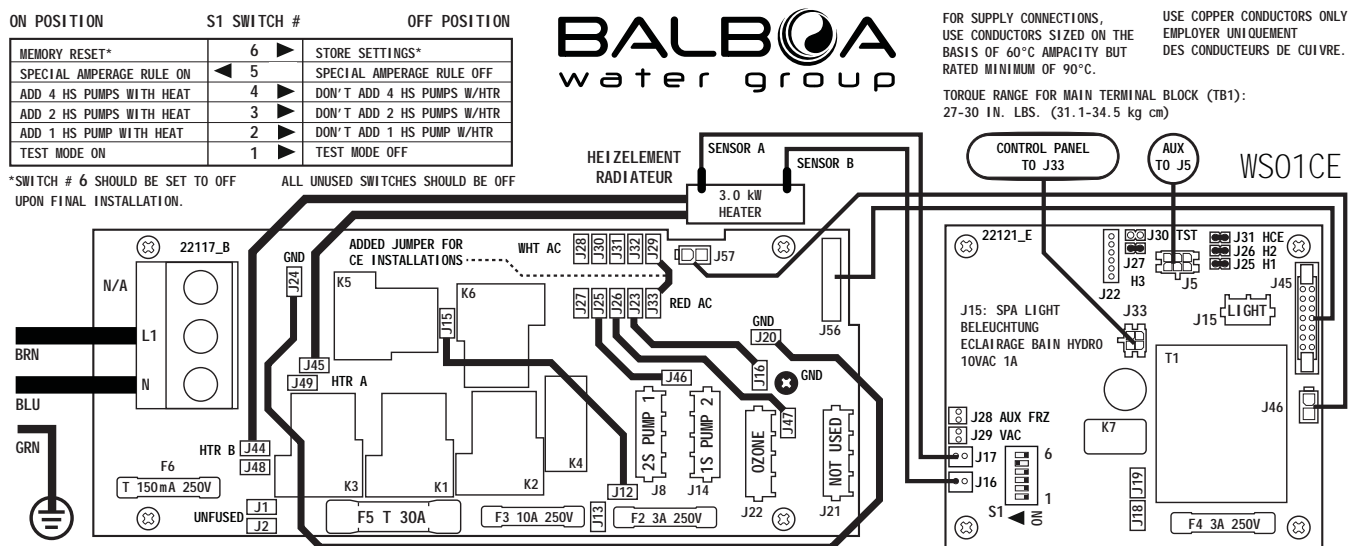 ON POSITION S1 SWITCH # OFF POSITION
MEMORY RESET* 6 ► STORE SETTINGS*
SPECIAL AMPERAGE RULE ON ◄ 5 SPECIAL AMPERAGE RULE OFF
ADD 4 HS PUMPS WITH HEAT 4 ► DON'T ADD 4 HS PUMPS W/HTR
ADD 2 HS PUMPS WITH HEAT 3 ► DON'T ADD 2 HS PUMPS W/HTR
ADD 1 HS PUMP WITH HEAT 2 ► DON'T ADD 1 HS PUMP W/HTR
TEST MODE ON 1 ► TEST MODE OFF
*SWITCH # 6 SHOULD BE SET TO OFF
UPON FINAL INSTALLATION.
ALL UNUSED SWITCHES SHOULD BE OFF
BALBOA
water group
FOR SUPPLY CONNECTIONS,
USE CONDUCTORS SIZED ON THE
BASIS OF 60°C AMPACITY BUT
RATED MINIMUM OF 90°C.
USE COPPER CONDUCTORS ONLY
EMPLOYER UNIQUEMENT
DES CONDUCTEURS DE CUIVRE.
TORQUE RANGE FOR MAIN TERMINAL BLOCK (TB1):
27-30 IN. LBS. (31.1-34.5 kg cm)
HEIZELEMENT
RADIATEUR
SENSOR A
SENSOR B
3.0 kW
HEATER
CONTROL PANEL
TO J33
AUX
TO J5
WS01CE
22117_B
N/A
L1
N
BRN
BLU
GRN
GND
J24
ADDED JUMPER FOR
CE INSTALLATIONS
WHT AC
J28
J30
J31
J32
J29
J57
K5
K6
J15
J27
J25
J26
J23
J33
RED AC
J56
GND
J20
J45
J49
HTR A
J46
J16
GND
J47
HTR B
J44
J48
K3
K1
K2
K4
2S PUMP 1
J8
1S PUMP 2
J14
OZONE
J22
NOT USED
J21
F6
T 150mA 250V
UNFUSED
J1
J2
F5 T 30A
F3 10A 250V
J13
J12
F2 3A 250V
22121_E
J22
J30 TST
J27
H3
J5
J31 HCE
J26 H2
J25 H1
J45
J15: SPA LIGHT
BELEUCHTUNG
ECLAIRAGE BAIN HYDRO
10VAC 1A
J33
J15
LIGHT
T1
J46
K7
J28 AUX FRZ
J29 VAC
J17
J16
6
1
S1
ON
J19
J18
F4 3A 250V